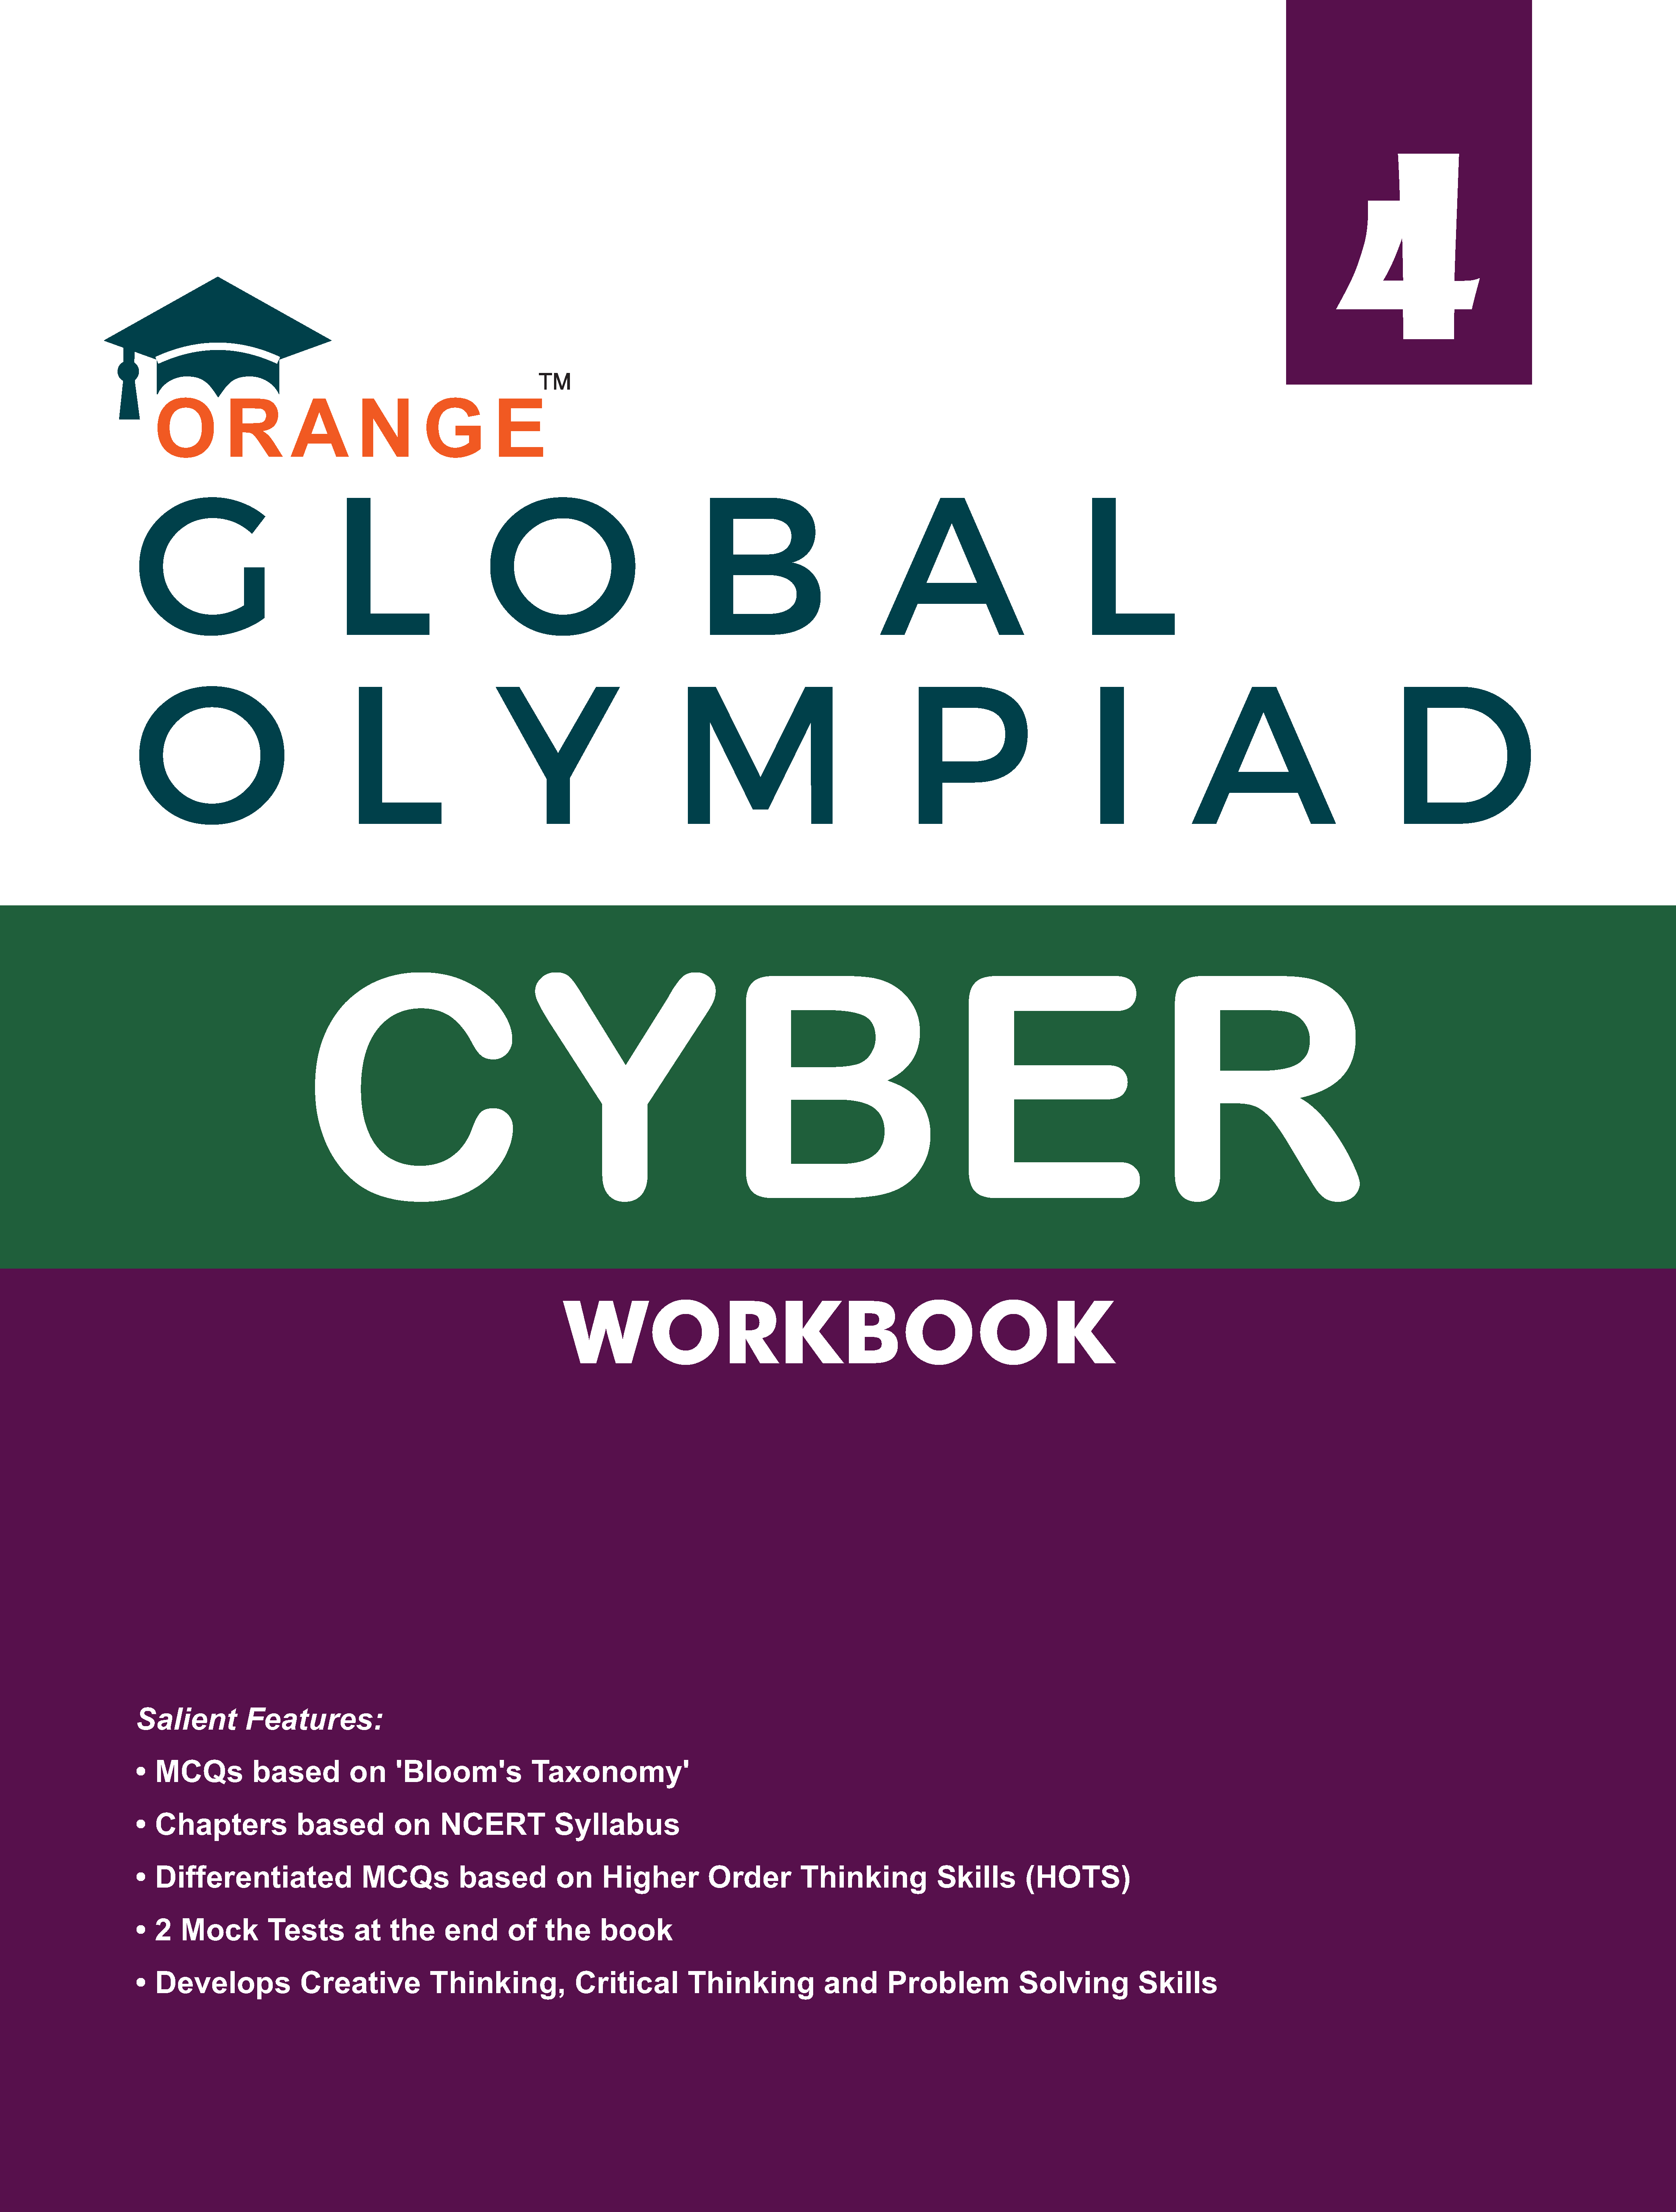 4
ORANGE™
GLOBAL
OLYMPIAD
CYBER
WORKBOOK
Salient Features:
• MCQs based on 'Bloom's Taxonomy'
• Chapters based on NCERT Syllabus
• Differentiated MCQs based on Higher Order Thinking Skills (HOTS)
• 2 Mock Tests at the end of the book
• Develops Creative Thinking, Critical Thinking and Problem Solving Skills